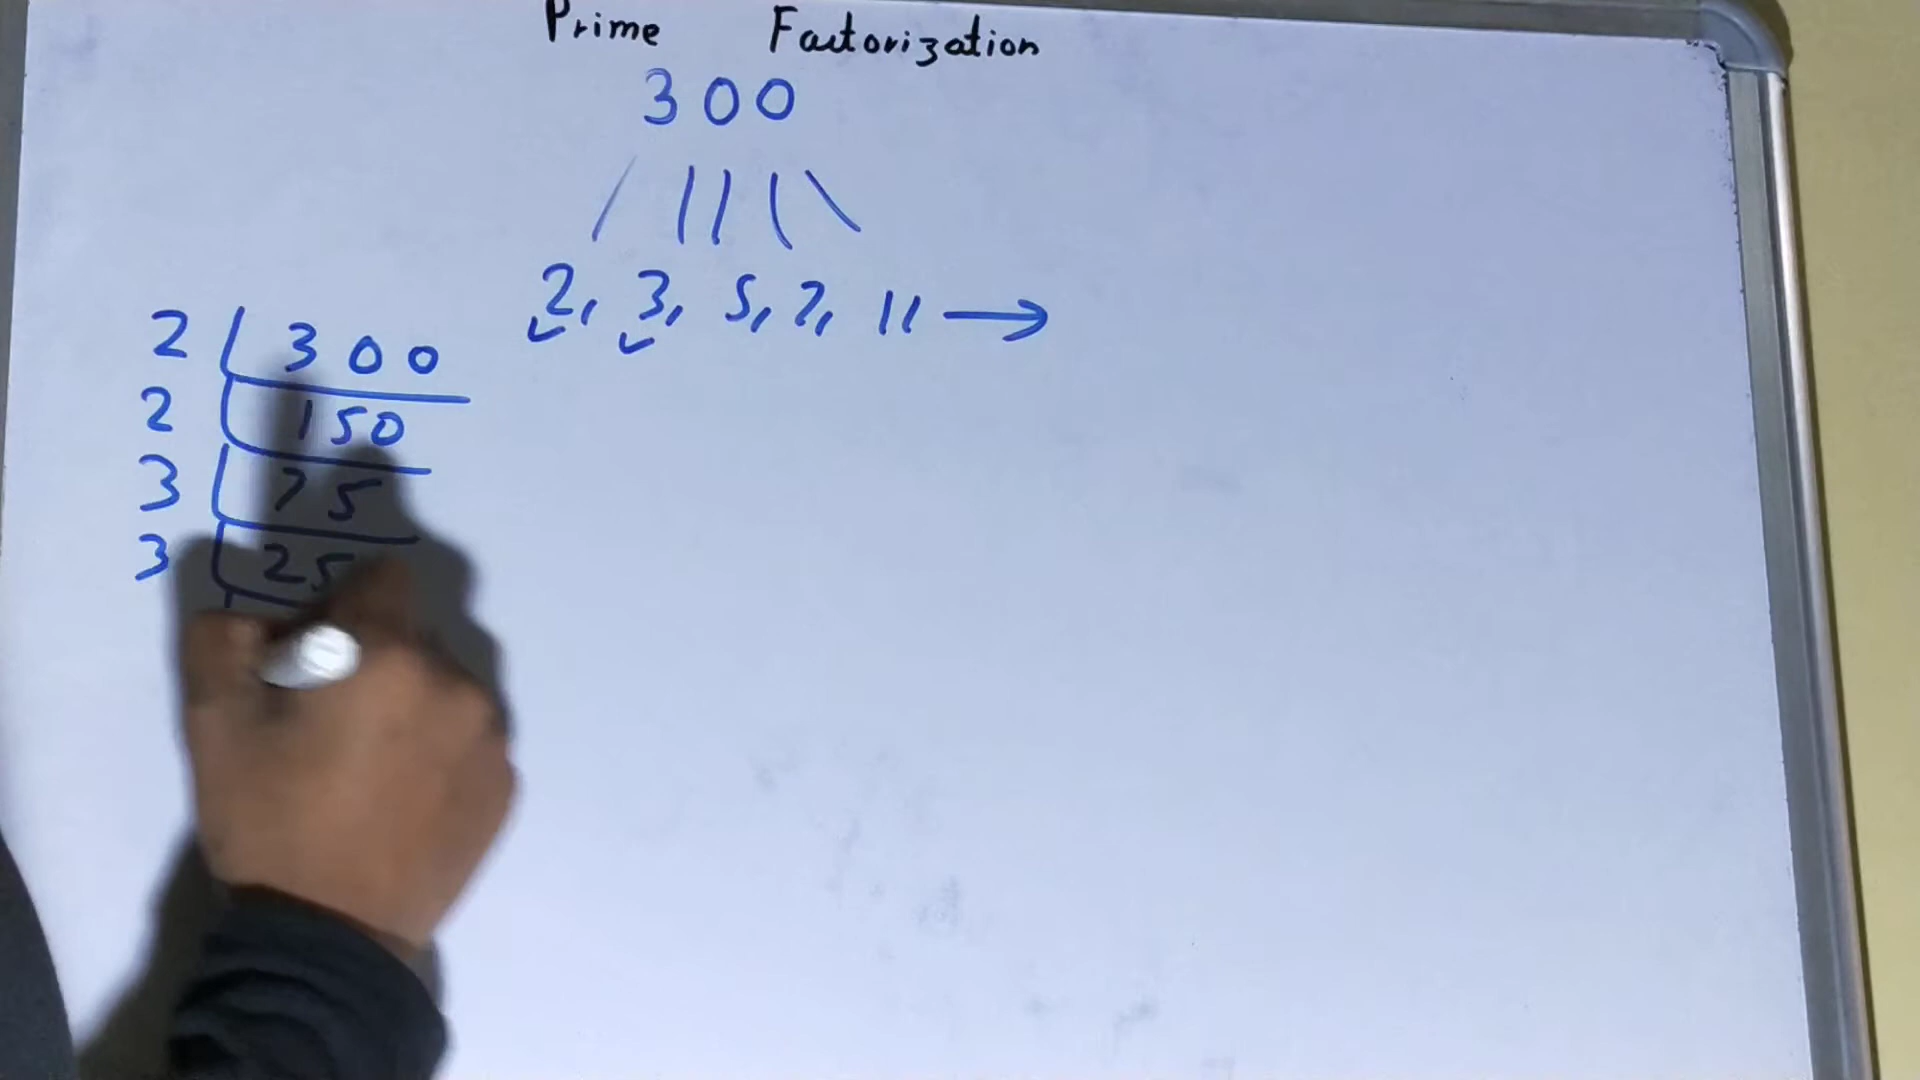 Prime Factorization
300
2, 3, 5, 7, 11 →
2 300
2 150
3 75
3 25